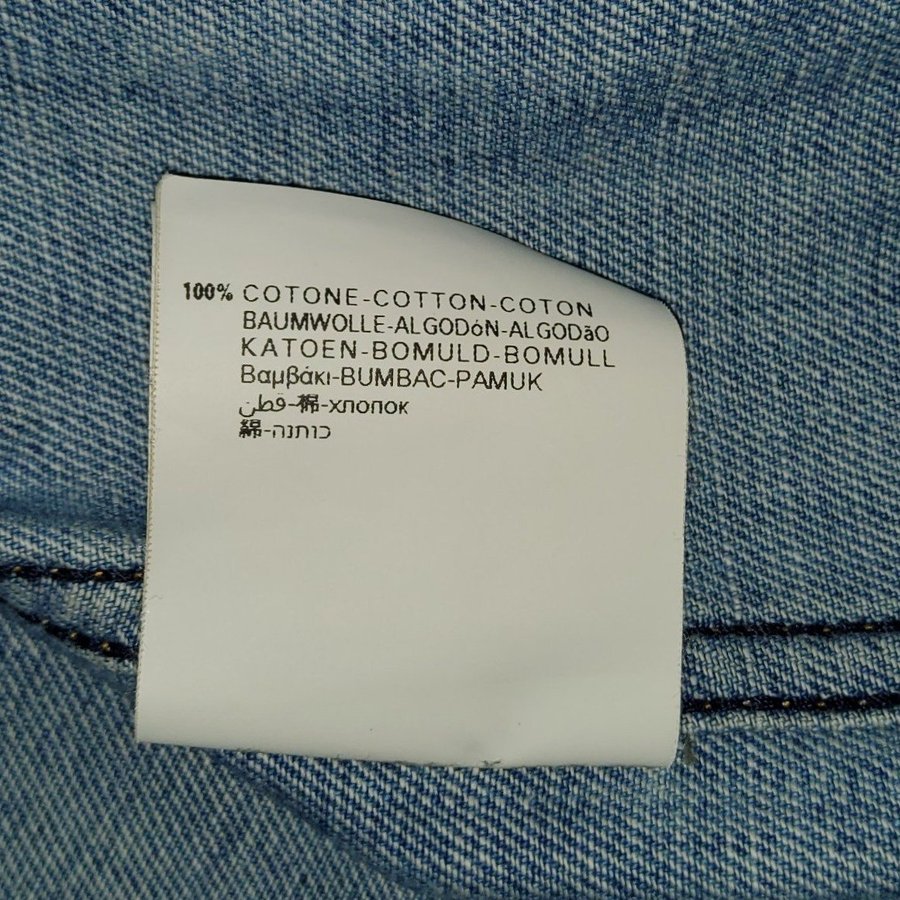 100% COTONE-COTTON-COTON
BAUMWOLLE-ALGODóN-ALGODãO
KATOEN-BOMULD-BOMULL
Βαμβάκι-BUMBAC-PAMUK
قطن-棉-хлопок
綿-כותנה